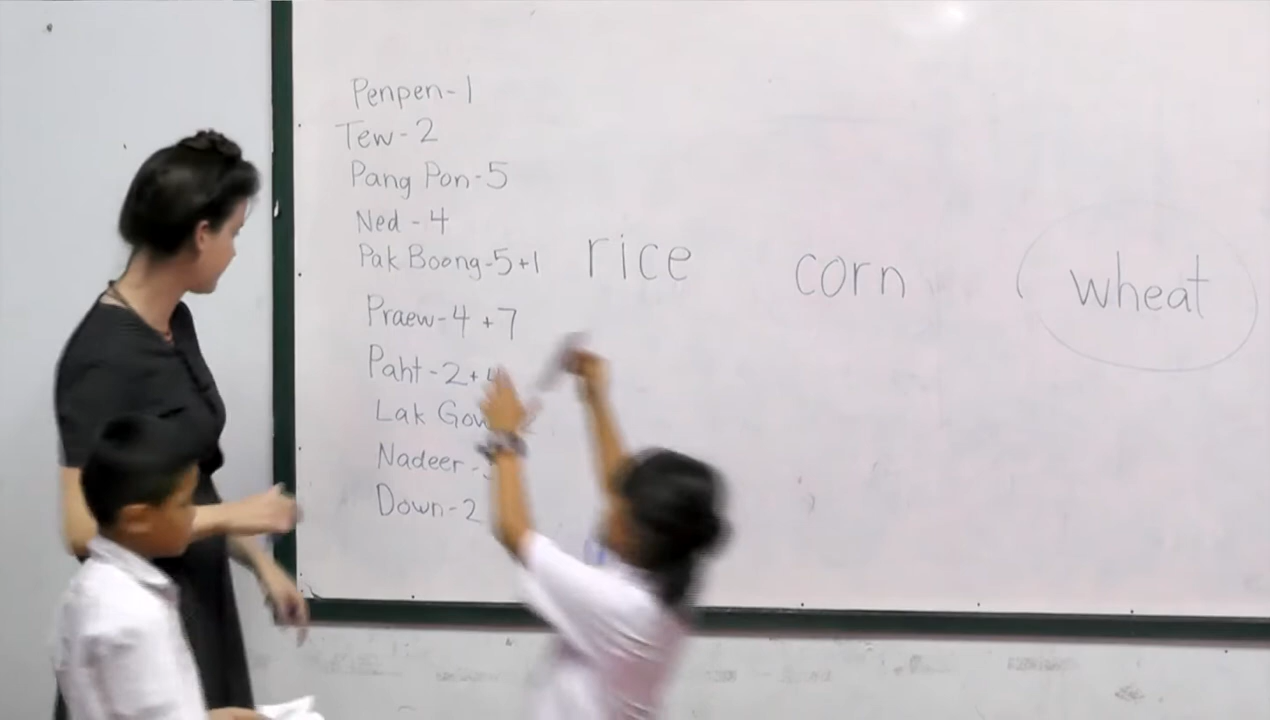 Penpen-1
Tew-2
Pang Pon-5
Ned-4
Pak Boong-5+1
Praew-4+7
Paht-2+4
Lak
Nadeer-
Down-2
rice
corn
wheat